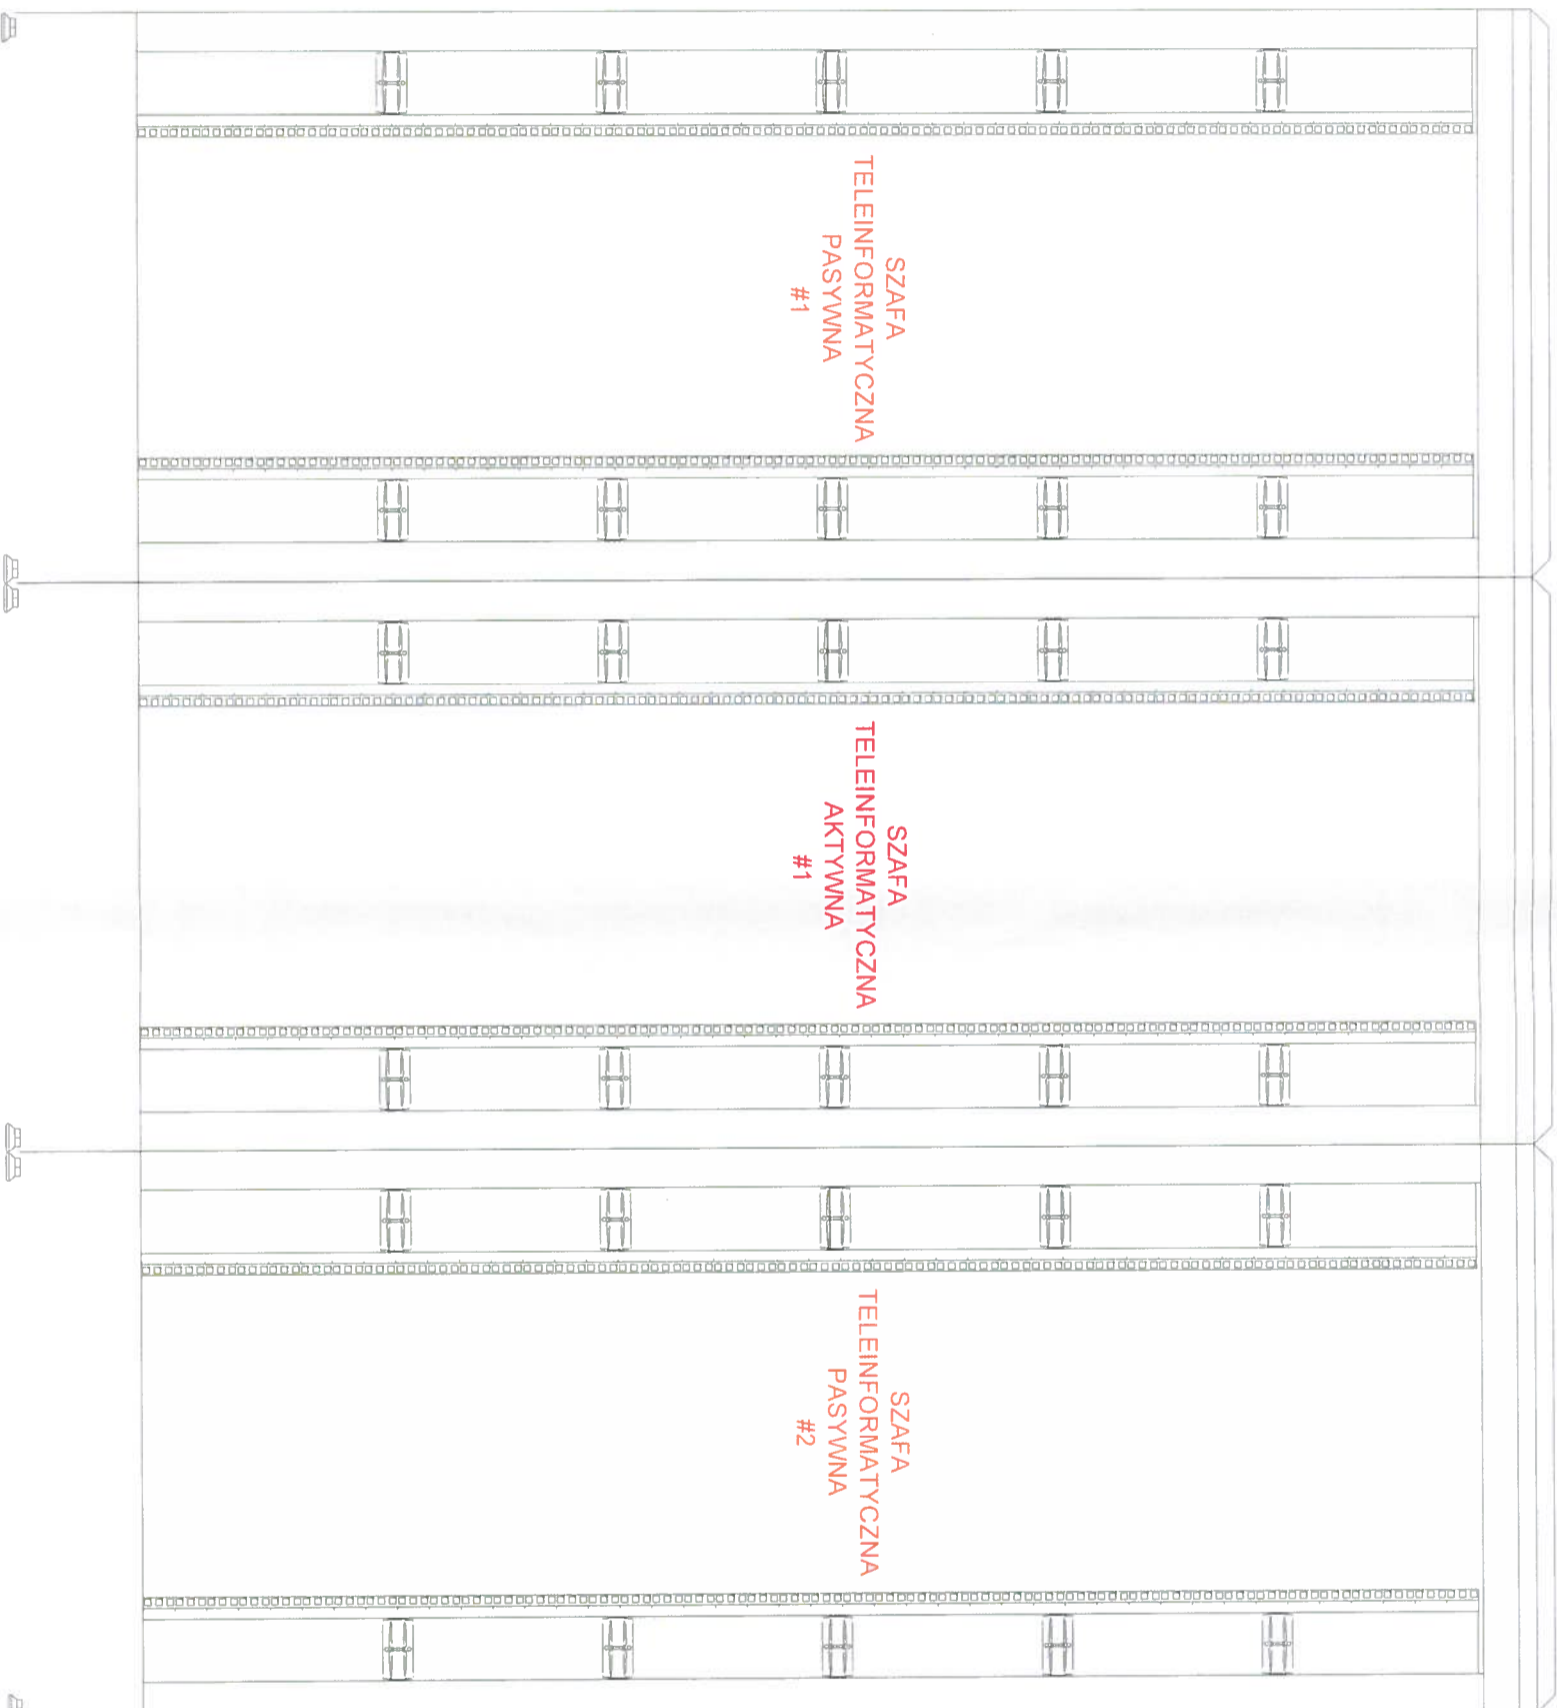 SZAFA
TELEINFORMATYCZNA
PASYWNA
#1
SZAFA
TELEINFORMATYCZNA
AKTYWNA
#1
SZAFA
TELEINFORMATYCZNA
PASYWNA
#2